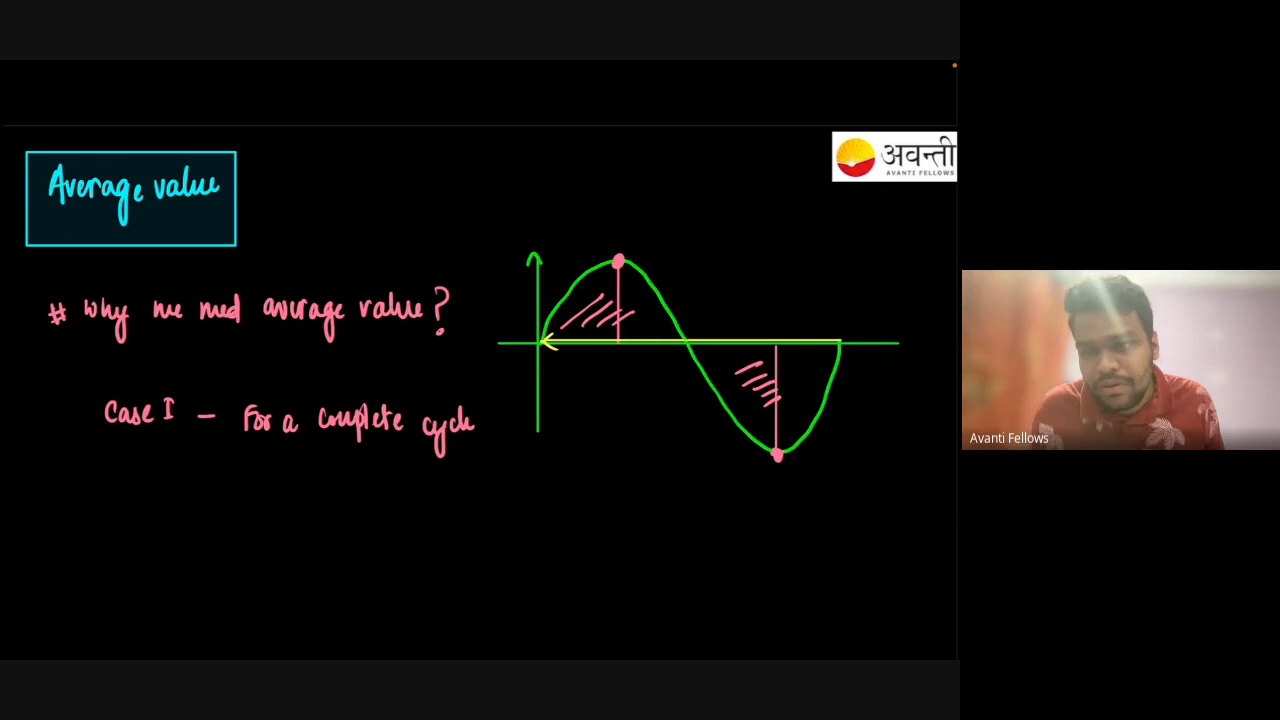 Average value
अवन्ती
AVANTI FELLOWS
# Why we need average value?
Case I - For a complete cycle
Avanti Fellows